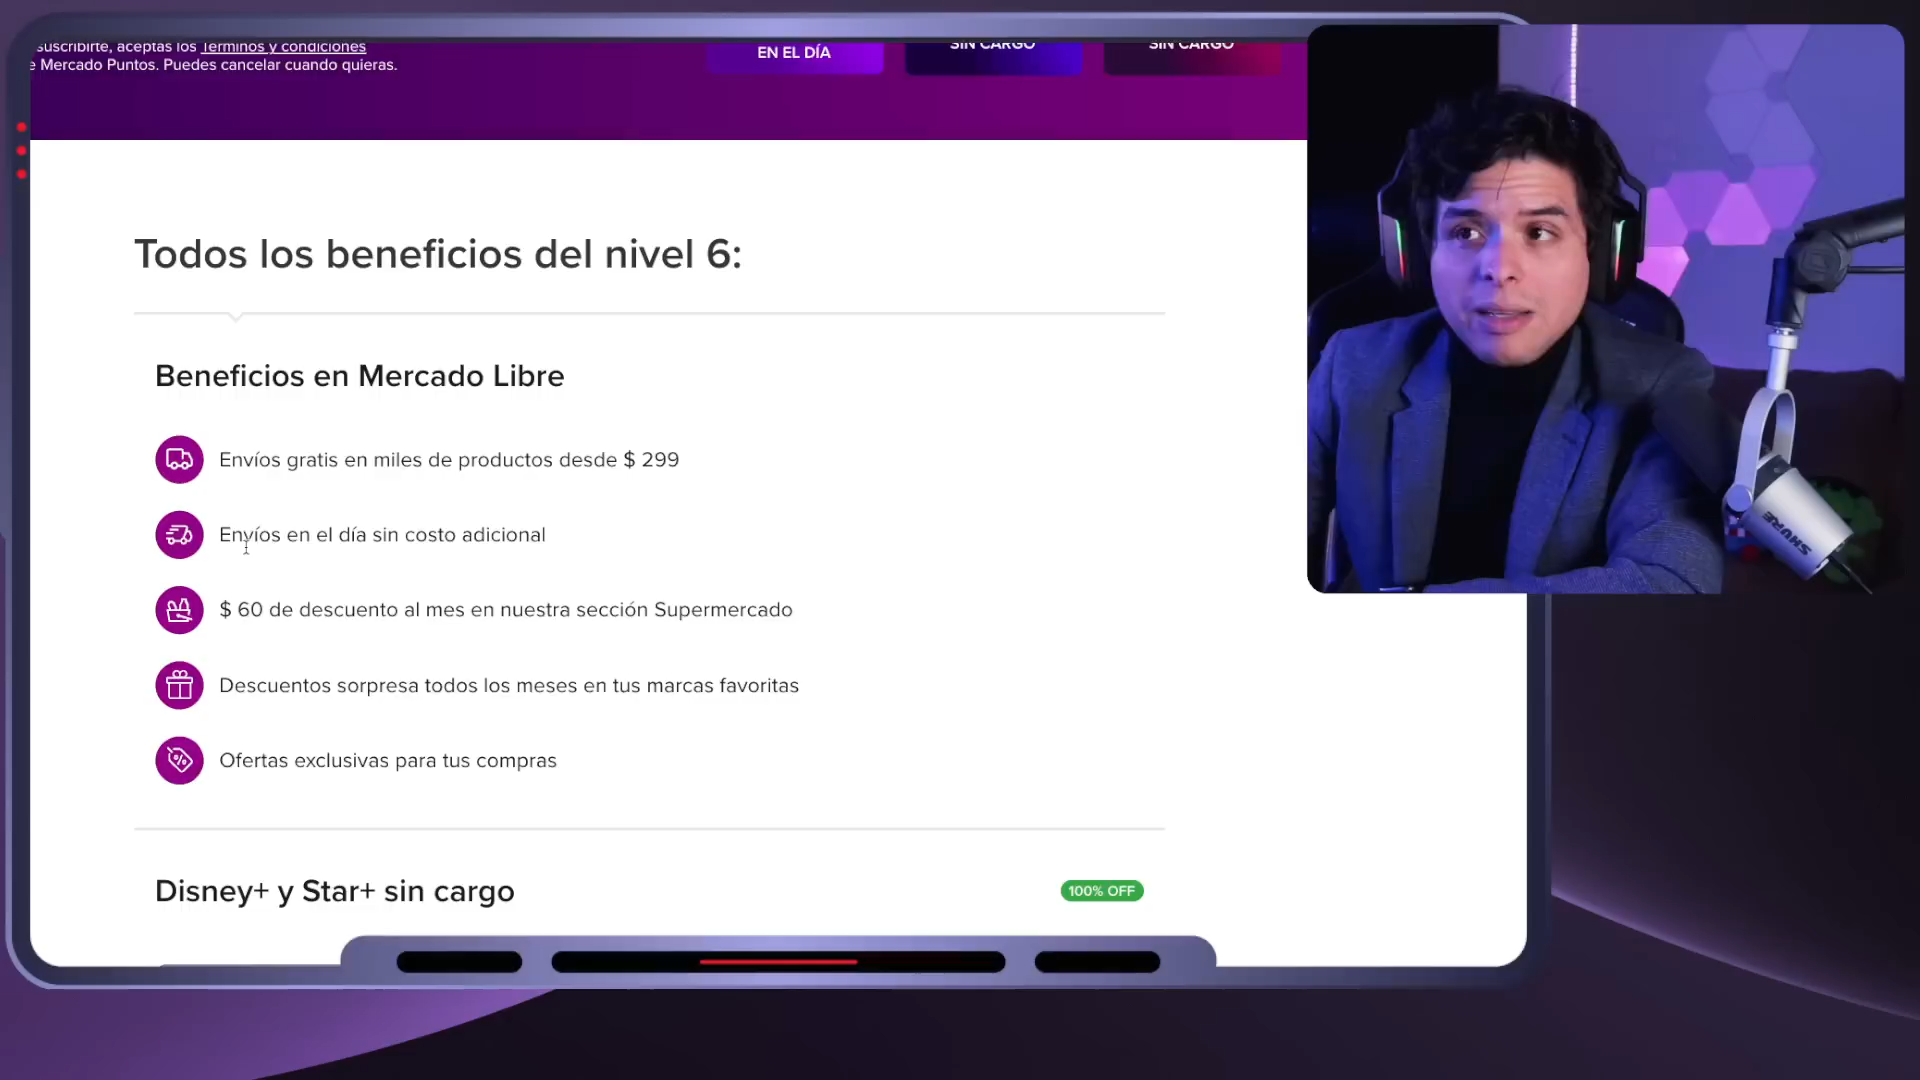 suscribirte, aceptas los Términos y condiciones
e Mercado Puntos. Puedes cancelar cuando quieras.
EN EL DÍA
SIN CARGO
SIN CARGO
Todos los beneficios del nivel 6:
Beneficios en Mercado Libre
Envíos gratis en miles de productos desde $ 299
Envíos en el día sin costo adicional
$ 60 de descuento al mes en nuestra sección Supermercado
Descuentos sorpresa todos los meses en tus marcas favoritas
Ofertas exclusivas para tus compras
Disney+ y Star+ sin cargo
100% OFF
SHURE